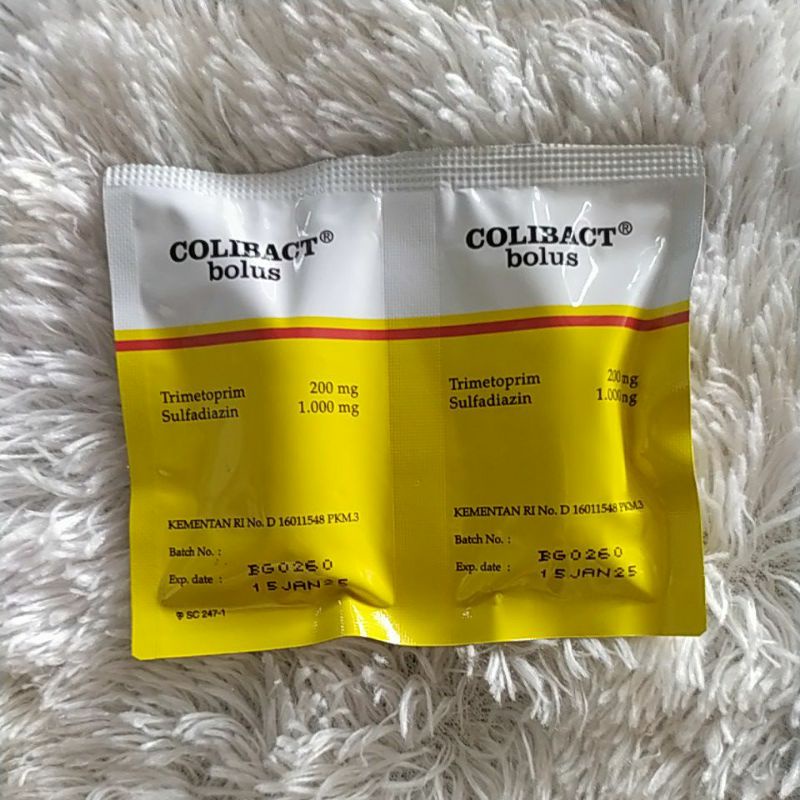 COLIBACT®
bolus
Trimetoprim 200 mg
Sulfadiazin 1.000 mg
KEMENTAN RI No. D 16011548 PKM.3
Batch No. : BG0260
Exp. date : 15JAN25
SC 247-1
COLIBACT®
bolus
Trimetoprim 200 mg
Sulfadiazin 1.000 mg
KEMENTAN RI No. D 16011548 PKM.3
Batch No. : BG0260
Exp. date : 15JAN25